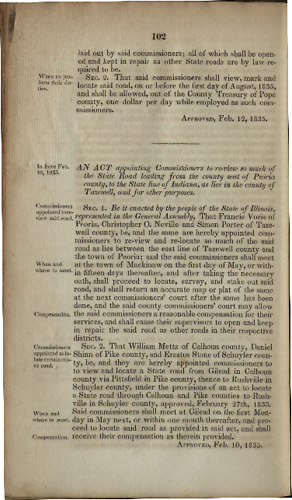 102
laid out by said commissioners; all of which shall be open-
ed and kept in repair as other State roads are by law re-
quired to be.
When to per-
form their du-
ties.
SEC. 2. That said commissioners shall view, mark and
locate said road, on or before the first day of August, 1835,
and shall be allowed, out of the County Treasury of Pope
county, one dollar per day while employed as such com-
missioners.
APPROVED, Feb. 12, 1835.
In force Feb.
10, 1835.
AN ACT appointing Commissioners to re-view so much of
the State Road leading from the county seat of Peoria
county, to the State line of Indiana, as lies in the county of
Tazewell, and for other purposes.
Commissioners
appointed to re-
view said road.
SEC. 1. Be it enacted by the people of the State of Illinois,
represented in the General Assembly, That Francis Voris of
Peoria, Christopher O. Neville and Simon Porter of Taze-
well county, be, and the same are hereby appointed com-
missioners to re-view and re-locate so much of the said
road as lies between the east line of Tazewell county and
the town of Peoria; and the said commissioners shall meet
When and
where to meet.
at the town of Mackinaw on the first day of May, or with-
in fifteen days thereafter, and after taking the necessary
oath, shall proceed to locate, survey, and stake out said
road, and shall return an accurate map or plat of the same
at the next commissioners' court after the same has been
done, and the said county commissioners' court may allow
Compensation.
the said commissioners a reasonable compensation for their
services, and shall cause their supervisors to open and keep
in repair the said road as other roads in their respective
districts.
Commissioners
appointed to lo-
cate certain oth-
er road.
SEC. 2. That William Mettz of Calhoun county, Daniel
Shinn of Pike county, and Erastus Stone of Schuyler coun-
ty, be, and they are hereby appointed commissioners to
to view and locate a State road from Gilead in Calhoun
county via Pittsfield in Pike county, thence to Rushville in
Schuyler county, under the provisions of an act to locate
a State road through Calhoun and Pike counties to Rush-
ville in Schuyler county, approved, February 27th, 1833.
When and
where to meet.
Said commissioners shall meet at Gilead on the first Mon-
day in May next, or within one month thereafter, and pro-
ceed to locate said road as provided in said act, and shall
Compensation.
receive their compensation as therein provided.
APPROVED, Feb. 10, 1835.